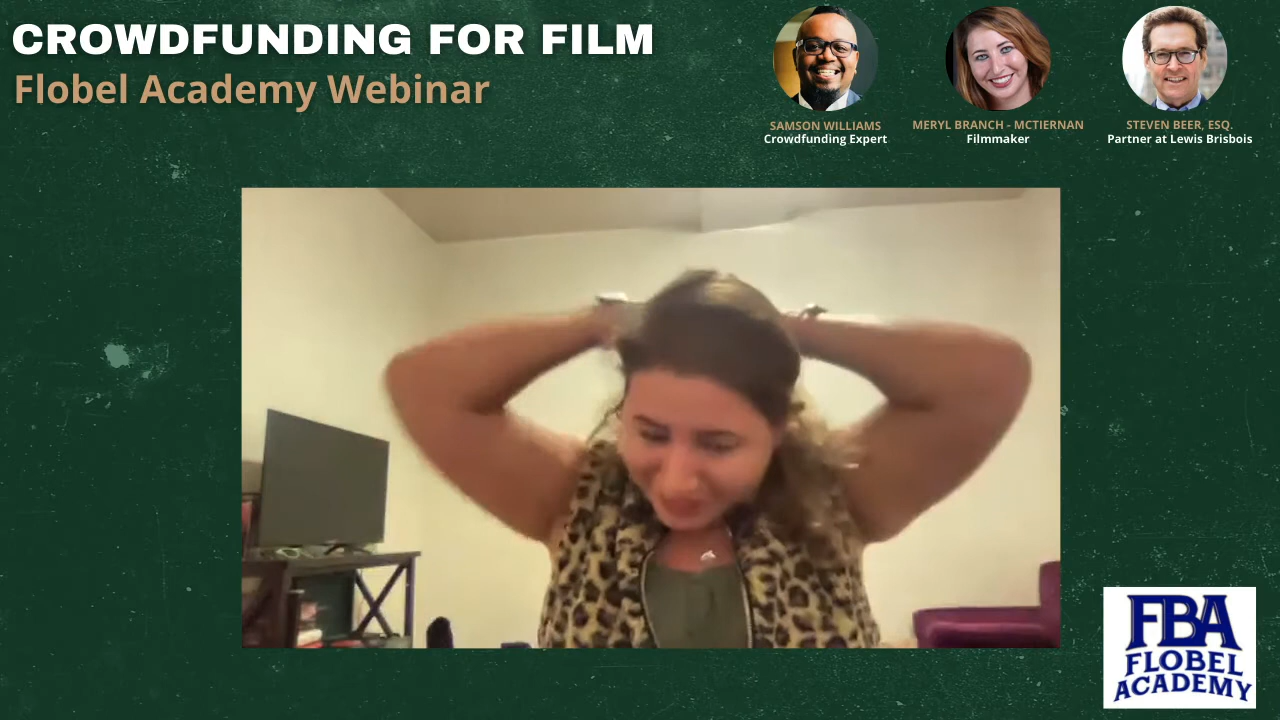 CROWDFUNDING FOR FILM
Flobel Academy Webinar
SAMSON WILLIAMS
Crowdfunding Expert
MERYL BRANCH - MCTIERNAN
Filmmaker
STEVEN BEER, ESQ.
Partner at Lewis Brisbois
FBA
FLOBEL
ACADEMY